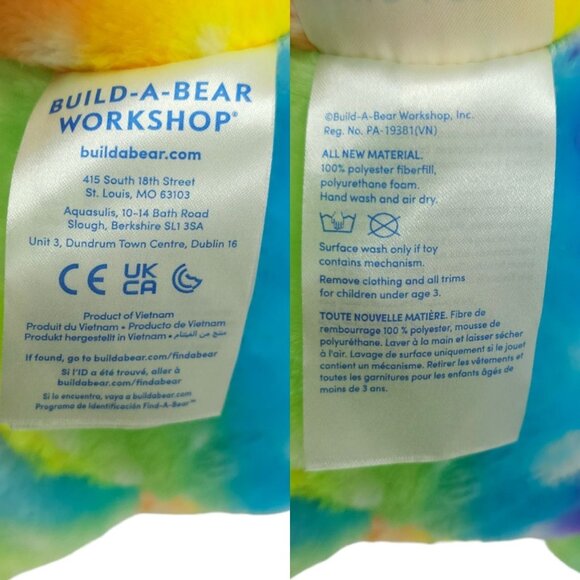 BUILD-A-BEAR
WORKSHOP®
buildabear.com
415 South 18th Street
St. Louis, MO 63103
Aquasulis, 10-14 Bath Road
Slough, Berkshire SL1 3SA
Unit 3, Dundrum Town Centre, Dublin 16
CE UK
CA
Product of Vietnam
Produit du Vietnam • Producto de Vietnam
Produkt hergestellt in Vietnam • منتج من الفيتنام
If found, go to buildabear.com/findabear
Si l'ID a été trouvé, aller à
buildabear.com/findabear
Si lo encuentra, vaya a buildabear.com
Programa de identificación Find-A-Bear™
©Build-A-Bear Workshop, Inc.
Reg. No. PA-19381(VN)
ALL NEW MATERIAL.
100% polyester fiberfill,
polyurethane foam.
Hand wash and air dry.
Surface wash only if toy
contains mechanism.
Remove clothing and all trims
for children under age 3.
TOUTE NOUVELLE MATIÈRE. Fibre de
rembourrage 100 % polyester, mousse de
polyuréthane. Laver à la main et laisser sécher
à l'air. Lavage de surface uniquement si le jouet
contient un mécanisme. Retirer les vêtements et
toutes les garnitures pour les enfants âgés de
moins de 3 ans.